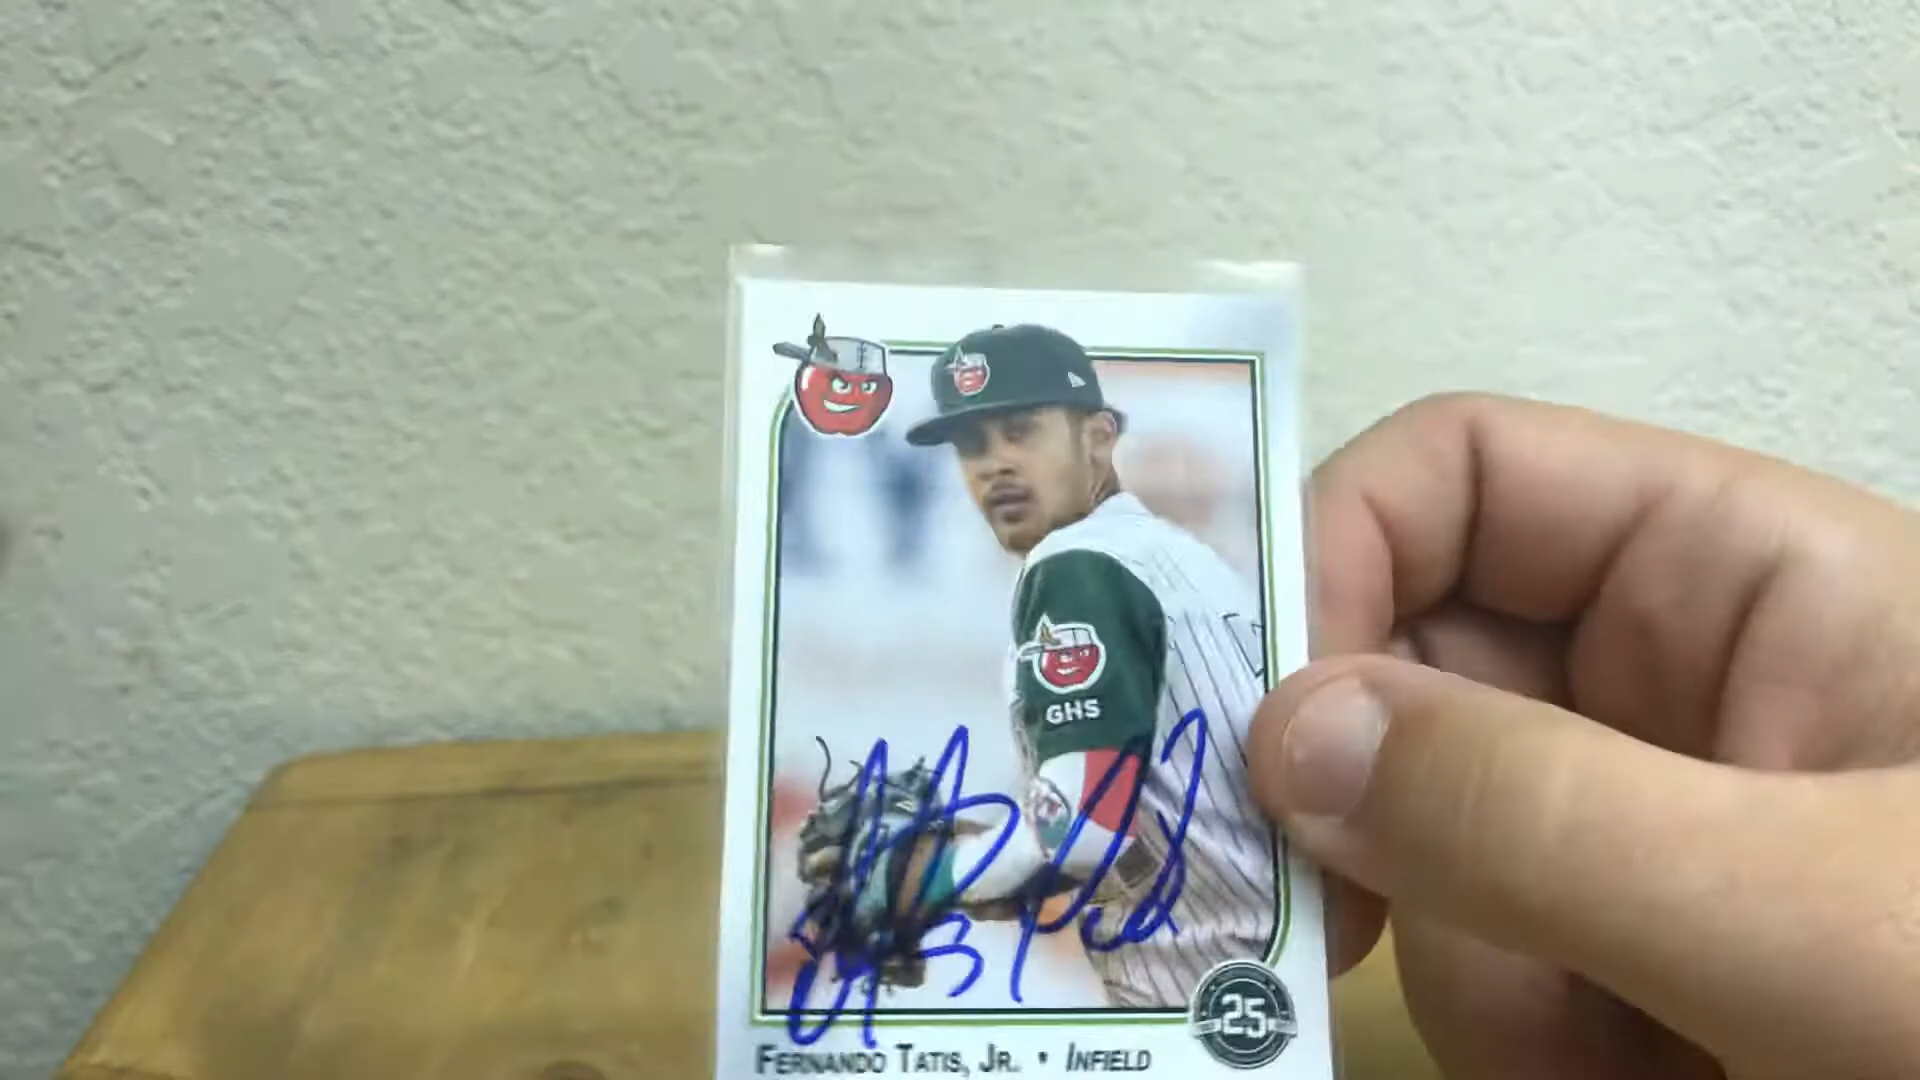 GHS
25
FERNANDO TATIS, JR. • INFIELD